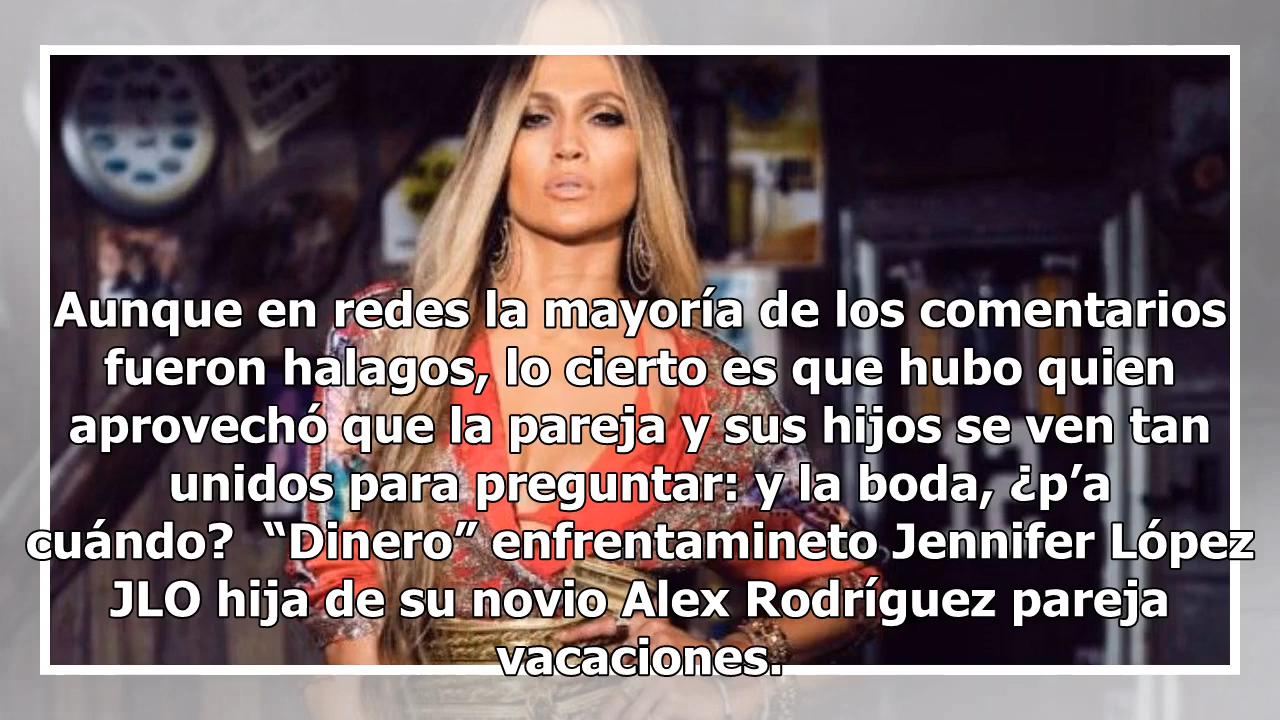 Aunque en redes la mayoría de los comentarios
fueron halagos, lo cierto es que hubo quien
aprovechó que la pareja y sus hijos se ven tan
unidos para preguntar: y la boda, ¿p’a
cuándo?  “Dinero” enfrentamineto Jennifer López
JLO hija de su novio Alex Rodríguez pareja
vacaciones.